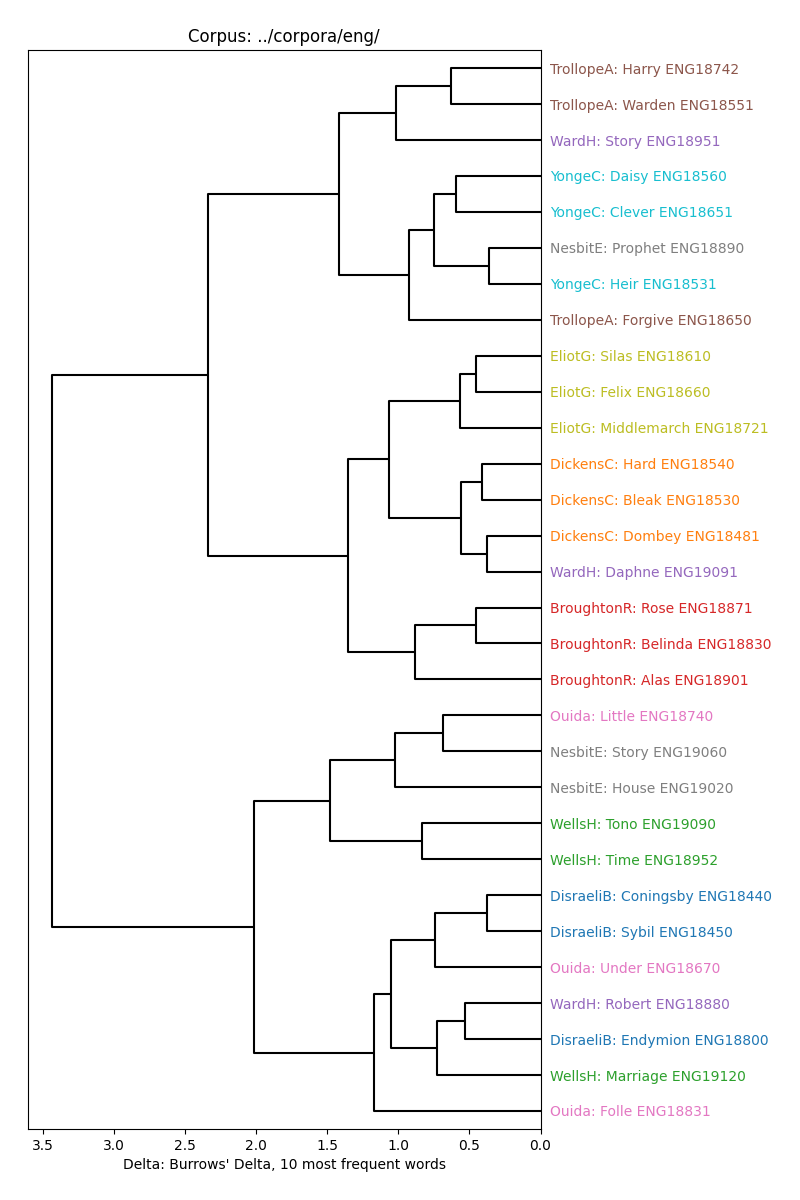 Corpus: ../corpora/eng/
TrollopeA: Harry ENG18742
TrollopeA: Warden ENG18551
WardH: Story ENG18951
YongeC: Daisy ENG18560
YongeC: Clever ENG18651
NesbitE: Prophet ENG18890
YongeC: Heir ENG18531
TrollopeA: Forgive ENG18650
EliotG: Silas ENG18610
EliotG: Felix ENG18660
EliotG: Middlemarch ENG18721
DickensC: Hard ENG18540
DickensC: Bleak ENG18530
DickensC: Dombey ENG18481
WardH: Daphne ENG19091
BroughtonR: Rose ENG18871
BroughtonR: Belinda ENG18830
BroughtonR: Alas ENG18901
Ouida: Little ENG18740
NesbitE: Story ENG19060
NesbitE: House ENG19020
WellsH: Tono ENG19090
WellsH: Time ENG18952
DisraeliB: Coningsby ENG18440
DisraeliB: Sybil ENG18450
Ouida: Under ENG18670
WardH: Robert ENG18880
DisraeliB: Endymion ENG18800
WellsH: Marriage ENG19120
Ouida: Folle ENG18831
3.5 3.0 2.5 2.0 1.5 1.0 0.5 0.0
Delta: Burrows' Delta, 10 most frequent words